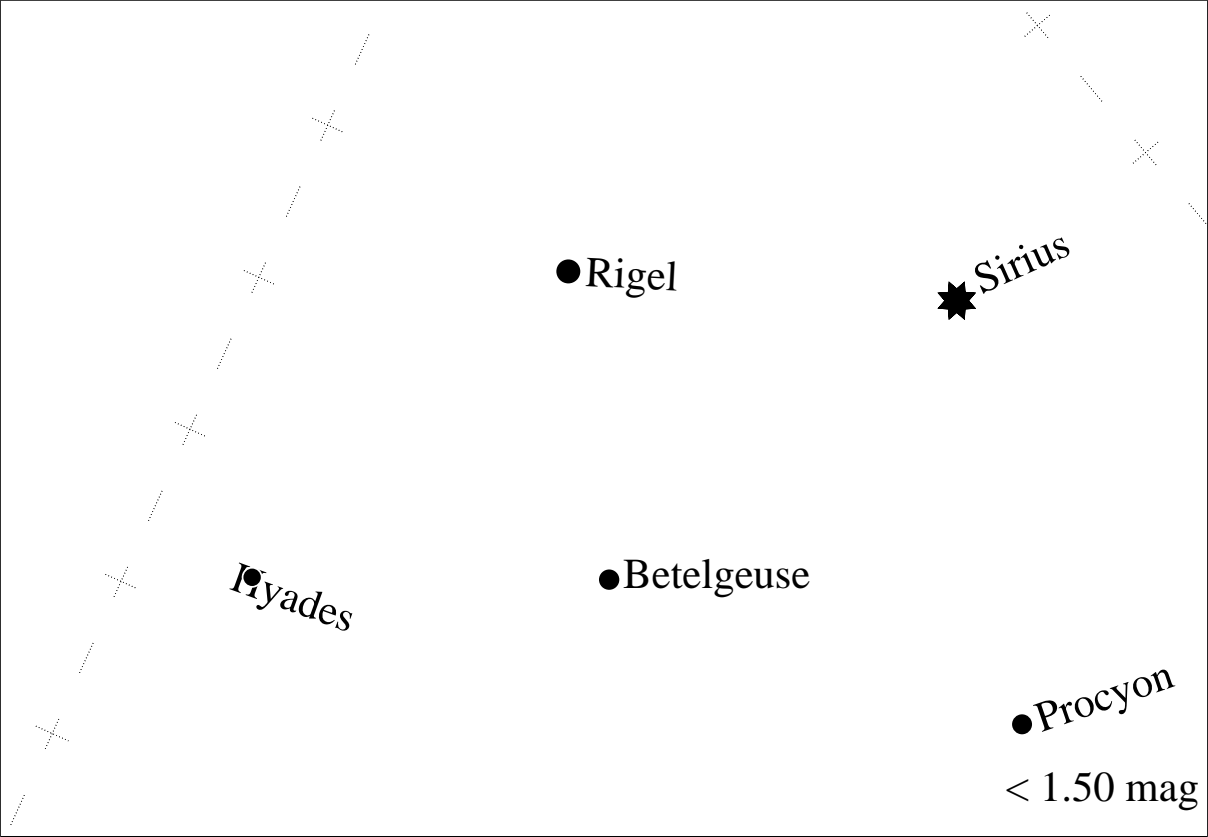 Sirius
Rigel
Betelgeuse
Hyades
Procyon
< 1.50 mag